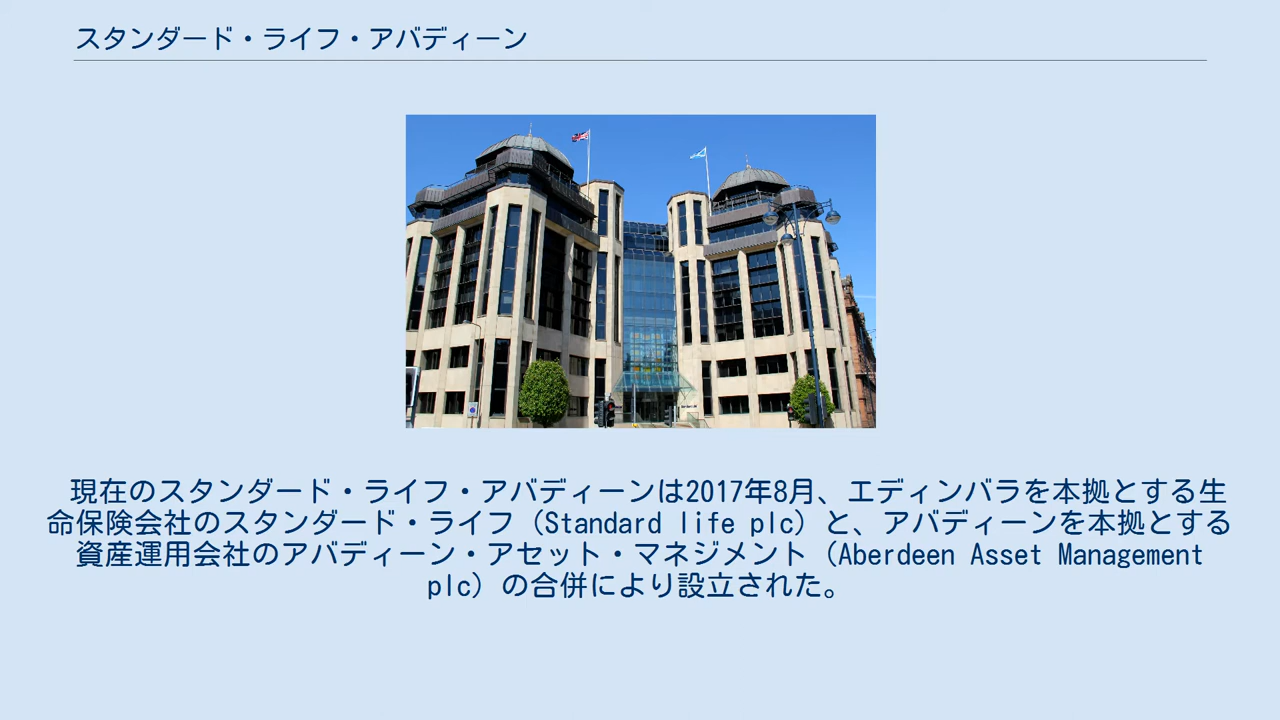 スタンダード・ライフ・アバディーン
現在のスタンダード・ライフ・アバディーンは2017年8月、エディンバラを本拠とする生
命保険会社のスタンダード・ライフ（Standard life plc）と、アバディーンを本拠とする
資産運用会社のアバディーン・アセット・マネジメント（Aberdeen Asset Management
plc）の合併により設立された。